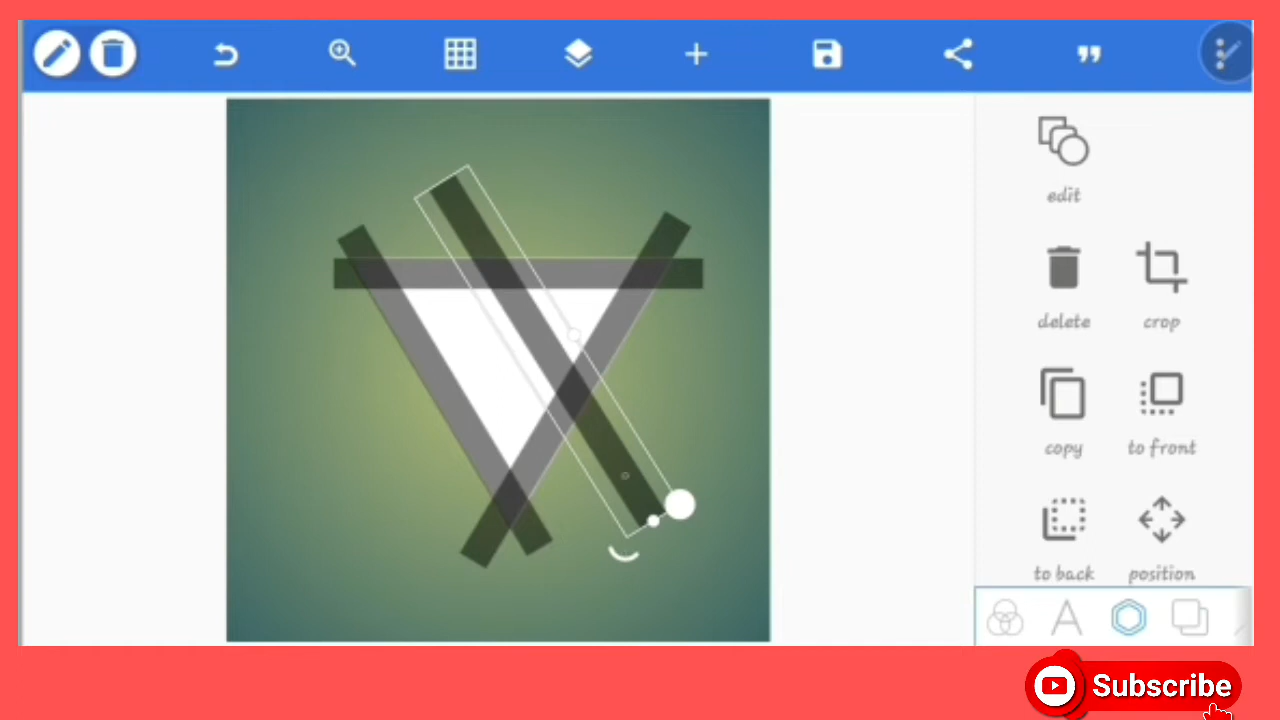 edit
delete crop
copy to front
to back position
Subscribe